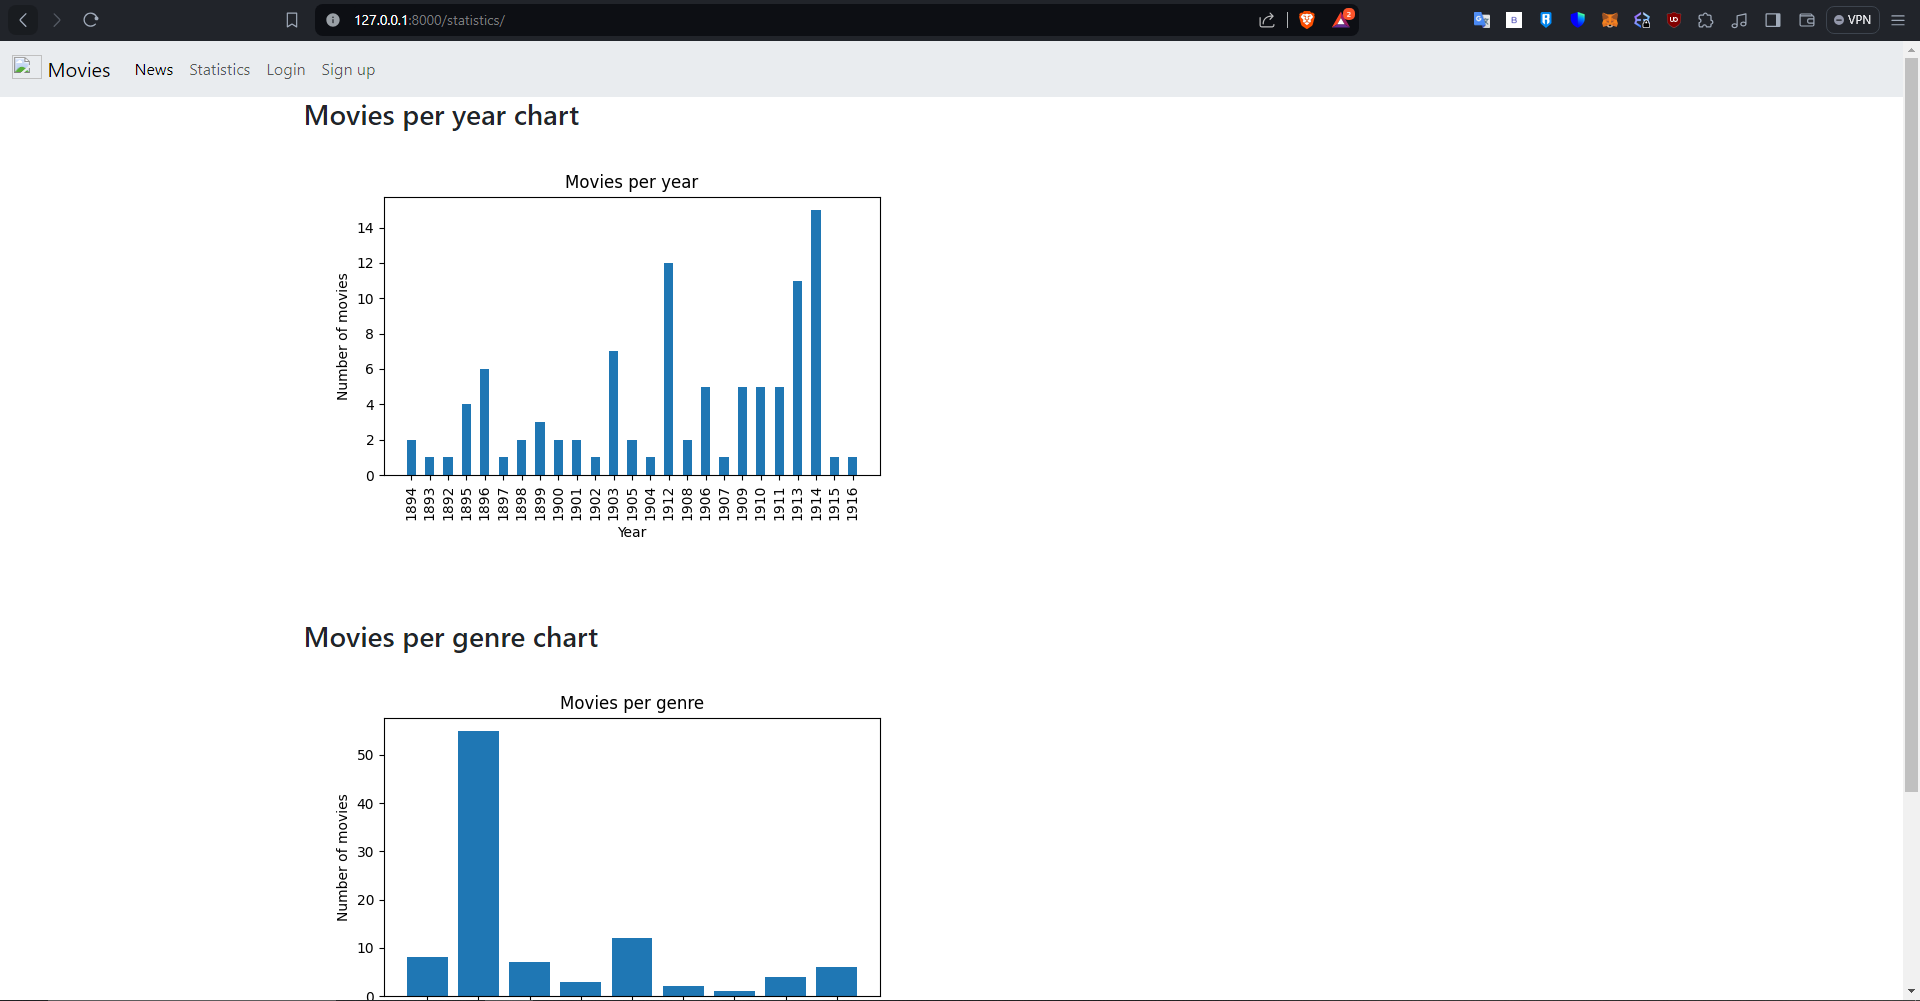 127.0.0.1:8000/statistics/
2
VPN
Movies News Statistics Login Sign up
Movies per year chart
Movies per year
Number of movies
14
12
10
8
6
4
2
0
1894 1893 1892 1895 1896 1897 1898 1899 1900 1901 1902 1903 1905 1904 1912 1908 1906 1907 1909 1910 1911 1913 1914 1915 1916
Year
Movies per genre chart
Movies per genre
Number of movies
50
40
30
20
10
0